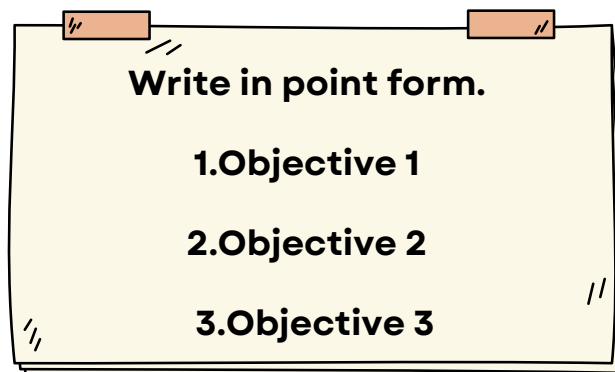 Write in point form.
1.Objective 1
2.Objective 2
3.Objective 3